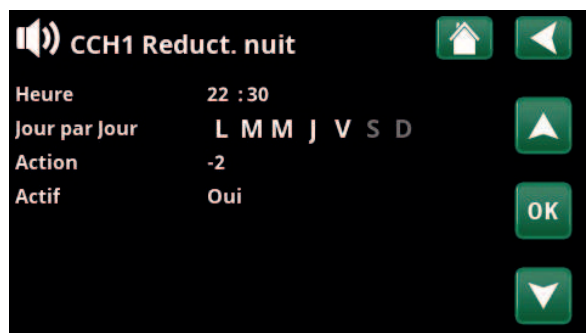 CCH1 Reduct. nuit
Heure 22 :30
Jour par Jour L M M J V S D
Action -2
Actif Oui
OK